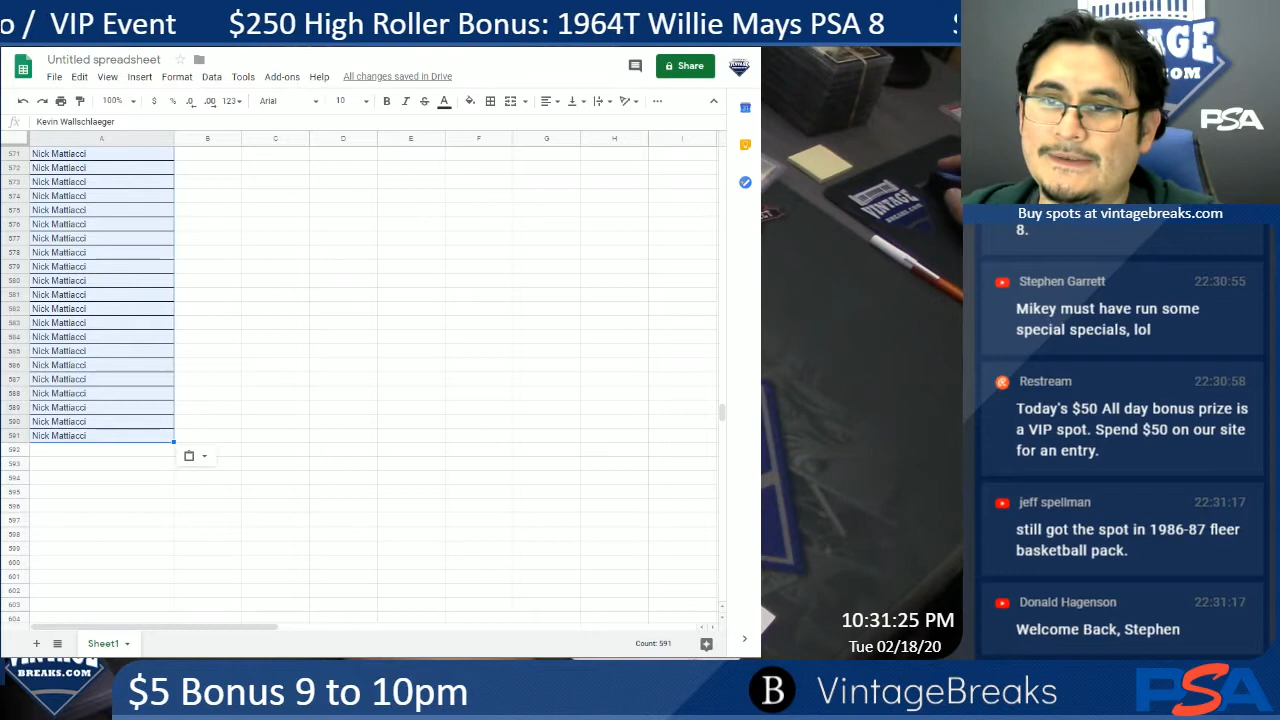 o / VIP Event $250 High Roller Bonus: 1964T Willie Mays PSA 8
Untitled spreadsheet
File Edit View Insert Format Data Tools Add-ons Help All changes saved in Drive
Share
100% $ % .0 .00 123 Arial 10 B I S A
fx Kevin Wallschlaeger
A B C D E F G H I
571 Nick Mattiacci
572 Nick Mattiacci
573 Nick Mattiacci
574 Nick Mattiacci
575 Nick Mattiacci
576 Nick Mattiacci
577 Nick Mattiacci
578 Nick Mattiacci
579 Nick Mattiacci
580 Nick Mattiacci
581 Nick Mattiacci
582 Nick Mattiacci
583 Nick Mattiacci
584 Nick Mattiacci
585 Nick Mattiacci
586 Nick Mattiacci
587 Nick Mattiacci
588 Nick Mattiacci
589 Nick Mattiacci
590 Nick Mattiacci
591 Nick Mattiacci
592
593
594
595
596
597
598
599
600
601
602
603
604
Sheet1
Count: 591
VINTAGE
BREAKS.COM
10:31:25 PM
Tue 02/18/20
PSA
Buy spots at vintagebreaks.com
8.
Stephen Garrett 22:30:55
Mikey must have run some
special specials, lol
Restream 22:30:58
Today's $50 All day bonus prize is
a VIP spot. Spend $50 on our site
for an entry.
jeff spellman 22:31:17
still got the spot in 1986-87 fleer
basketball pack.
Donald Hagenson 22:31:17
Welcome Back, Stephen
BREAKS.COM
$5 Bonus 9 to 10pm
B VintageBreaks
PSA